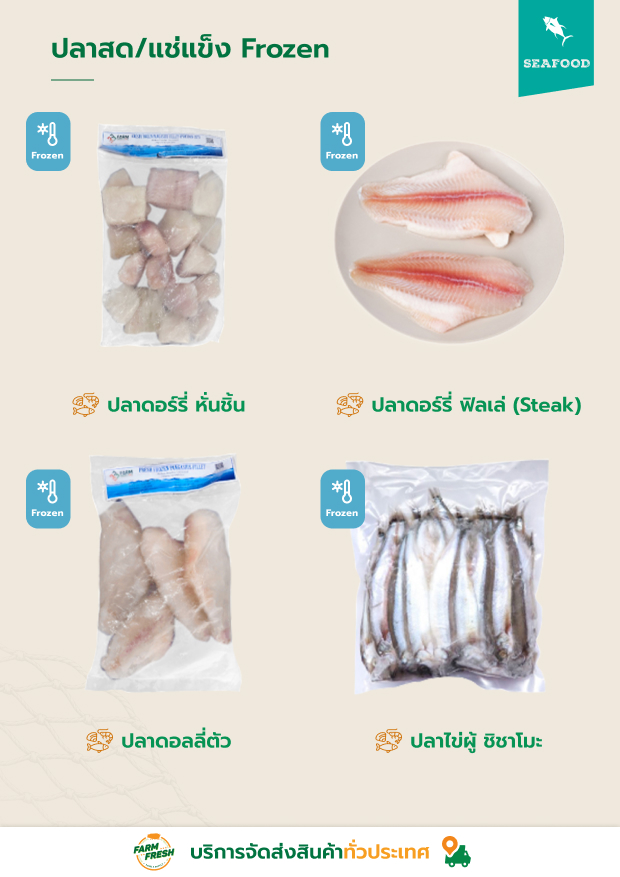 ปลาสด/แช่แข็ง Frozen
SEAFOOD
Frozen
Frozen
ปลาดอร์รี่ หั่นชิ้น
ปลาดอร์รี่ ฟิลเล่ (Steak)
Frozen
Frozen
ปลาดอลลี่ตัว
ปลาไข่ผู้ ชิชาโมะ
FARM
FRESH
บริการจัดส่งสินค้าทั่วประเทศ